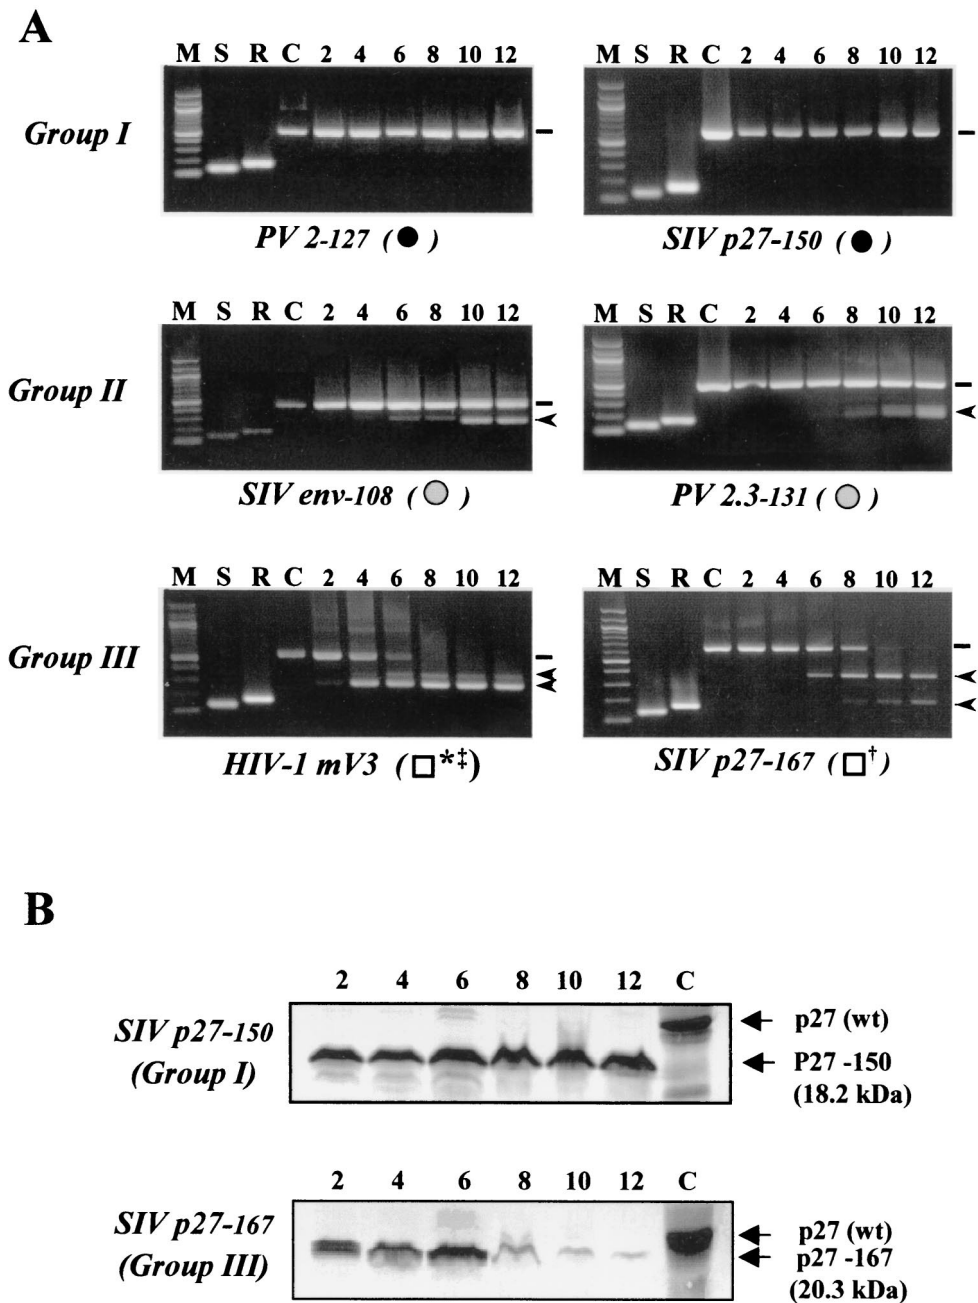 A
M S R C 2 4 6 8 10 12
M S R C 2 4 6 8 10 12
Group I
PV 2-127 (●)
SIV p27-150 (●)
M S R C 2 4 6 8 10 12
M S R C 2 4 6 8 10 12
Group II
SIV env-108 ( )
PV 2.3-131 ( )
M S R C 2 4 6 8 10 12
M S R C 2 4 6 8 10 12
Group III
HIV-1 mV3 (□*‡)
SIV p27-167 (□†)
B
2 4 6 8 10 12 C
SIV p27-150
(Group I)
p27 (wt)
P27 -150
(18.2 kDa)
2 4 6 8 10 12 C
SIV p27-167
(Group III)
p27 (wt)
p27 -167
(20.3 kDa)